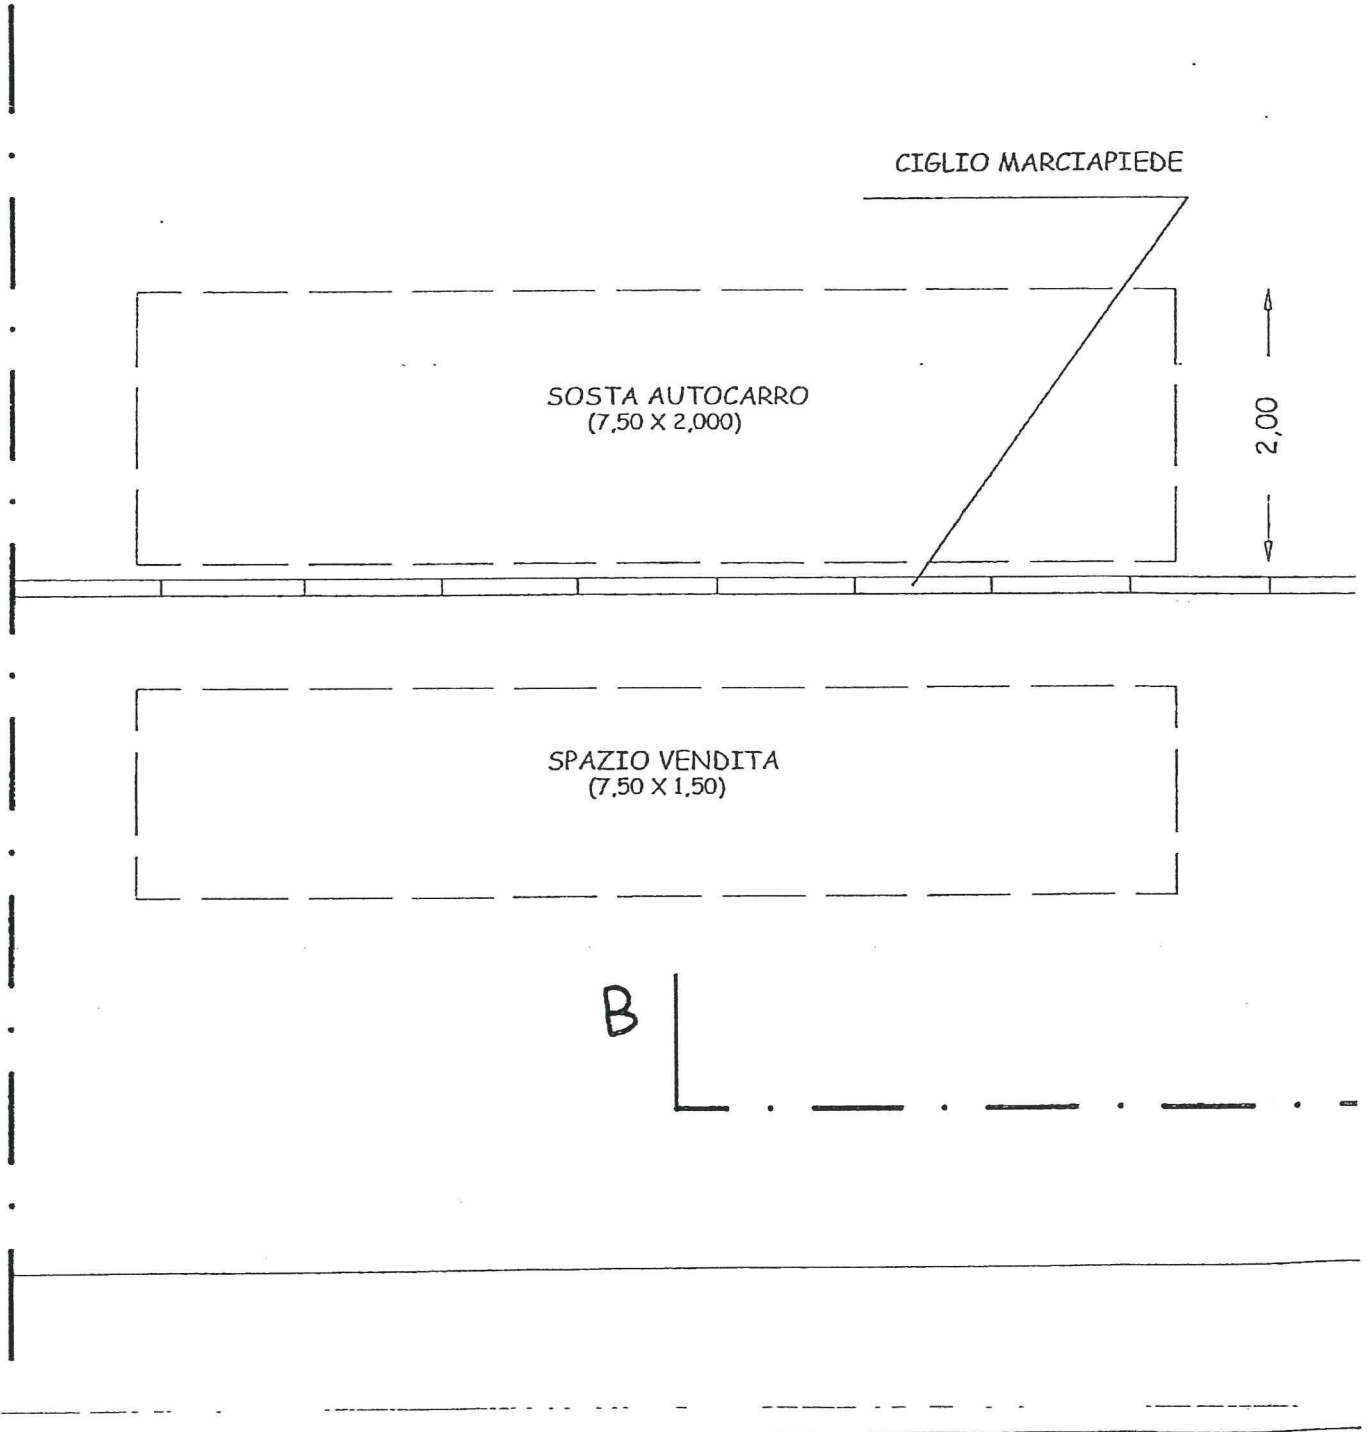 CIGLIO MARCIAPIEDE
SOSTA AUTOCARRO
(7,50 X 2,000)
2,00
SPAZIO VENDITA
(7,50 X 1,50)
B